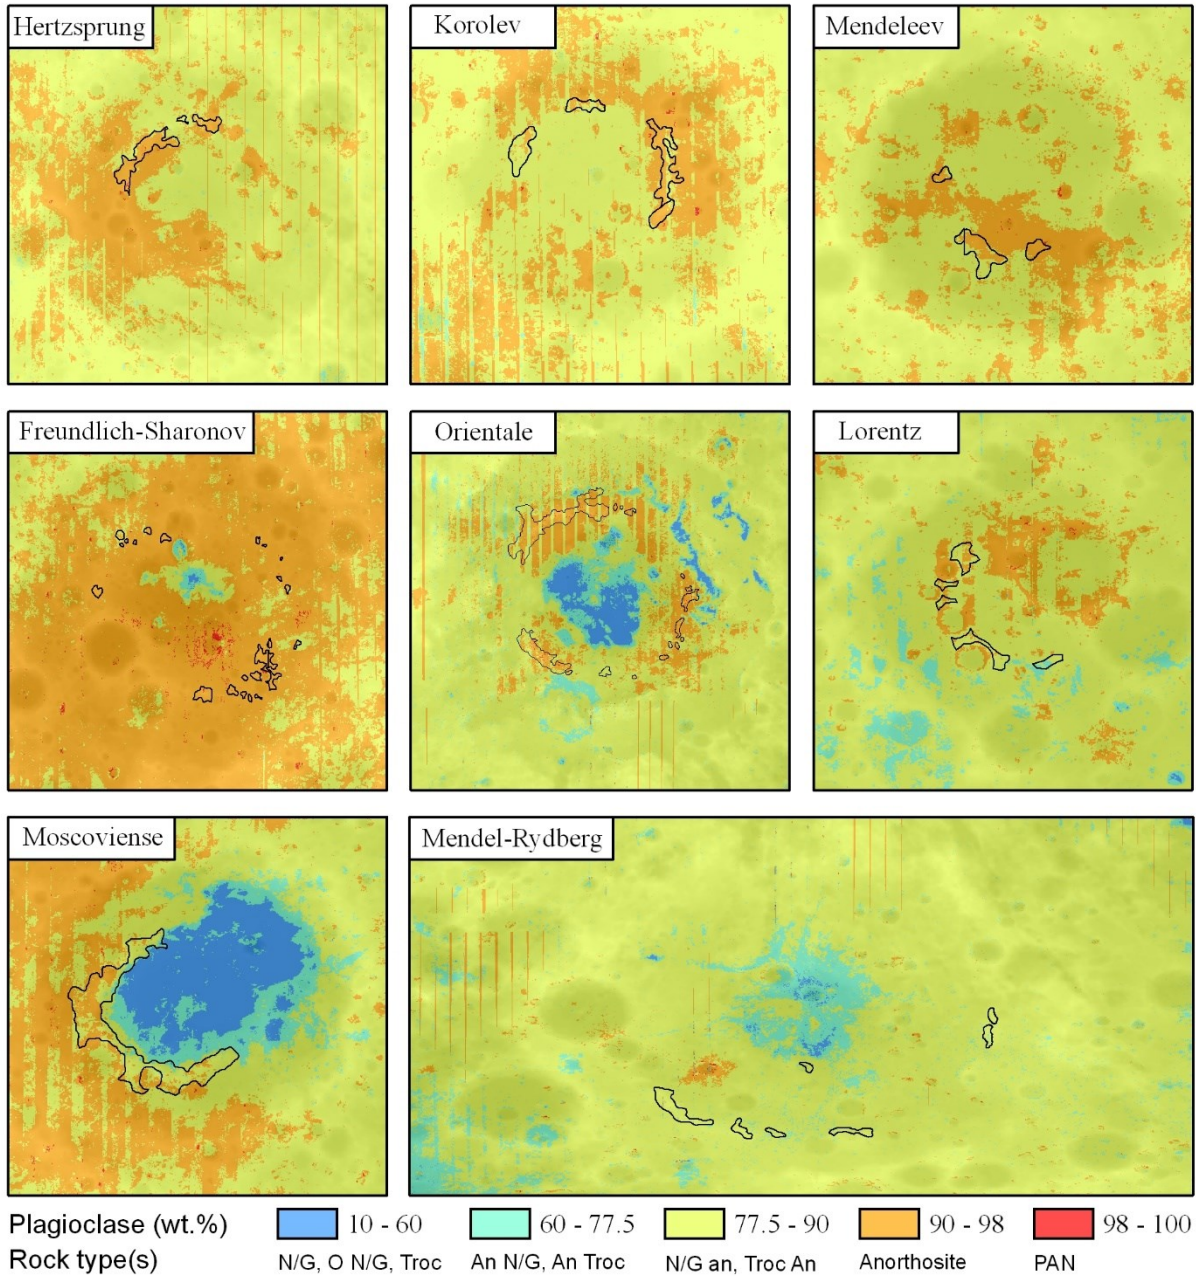 Hertzsprung
Korolev
Mendeleev
Freundlich-Sharonov
Orientale
Lorentz
Moscoviense
Mendel-Rydberg
Plagioclase (wt.%) 10 - 60 60 - 77.5 77.5 - 90 90 - 98 98 - 100
Rock type(s) N/G, O N/G, Troc An N/G, An Troc N/G an, Troc An Anorthosite PAN